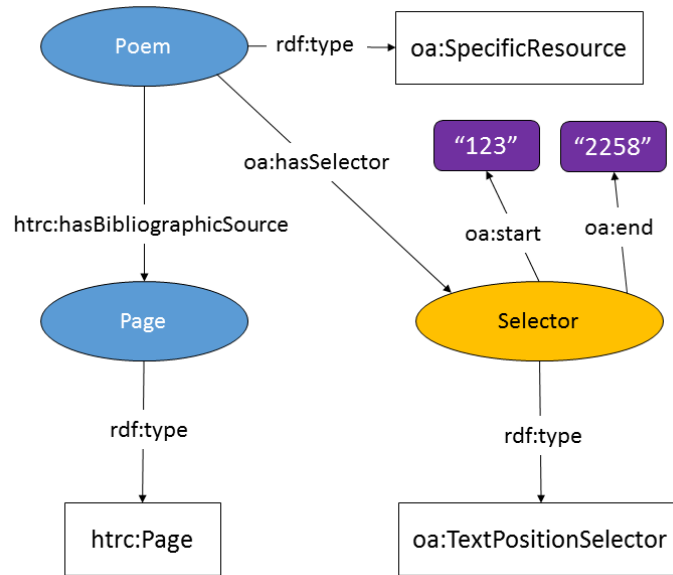 Poem
rdf:type
oa:SpecificResource
“123”
“2258”
oa:hasSelector
htrc:hasBibliographicSource
oa:start
oa:end
Page
Selector
rdf:type
rdf:type
htrc:Page
oa:TextPositionSelector